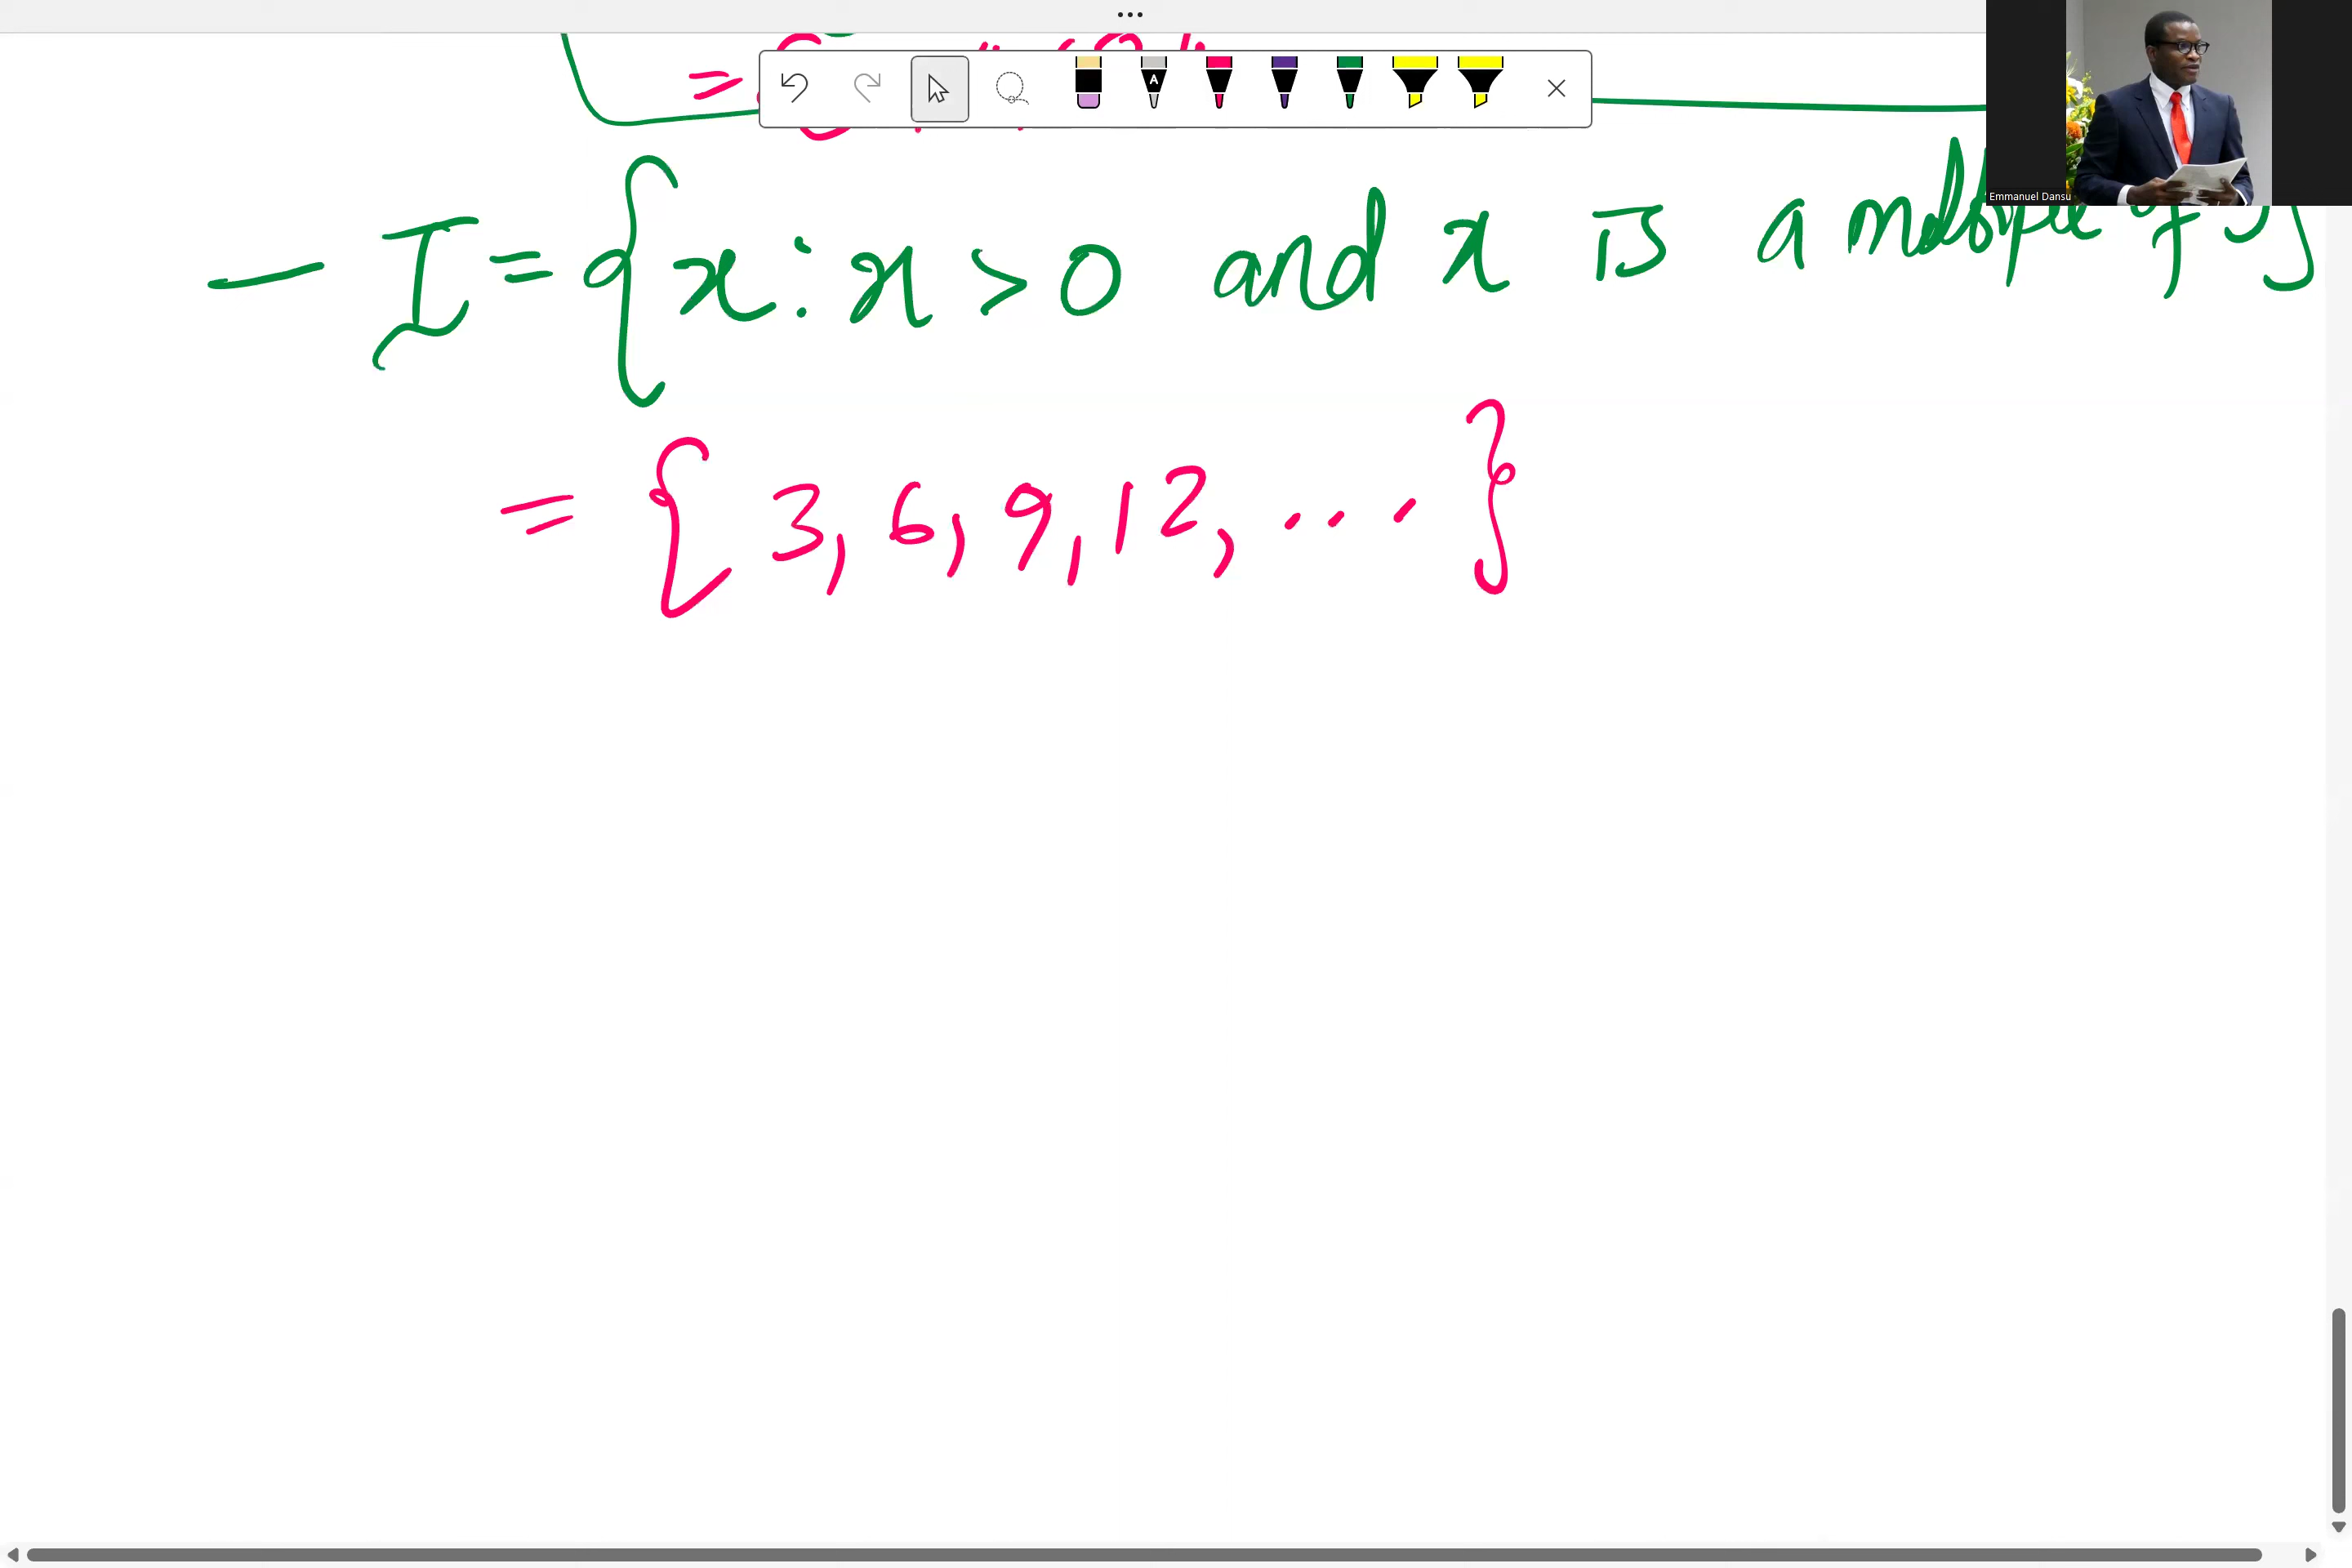 Emmanuel Dansu
— I = { x : x > 0 and x is a multiple of 3 }
= { 3, 6, 9, 12, ... }